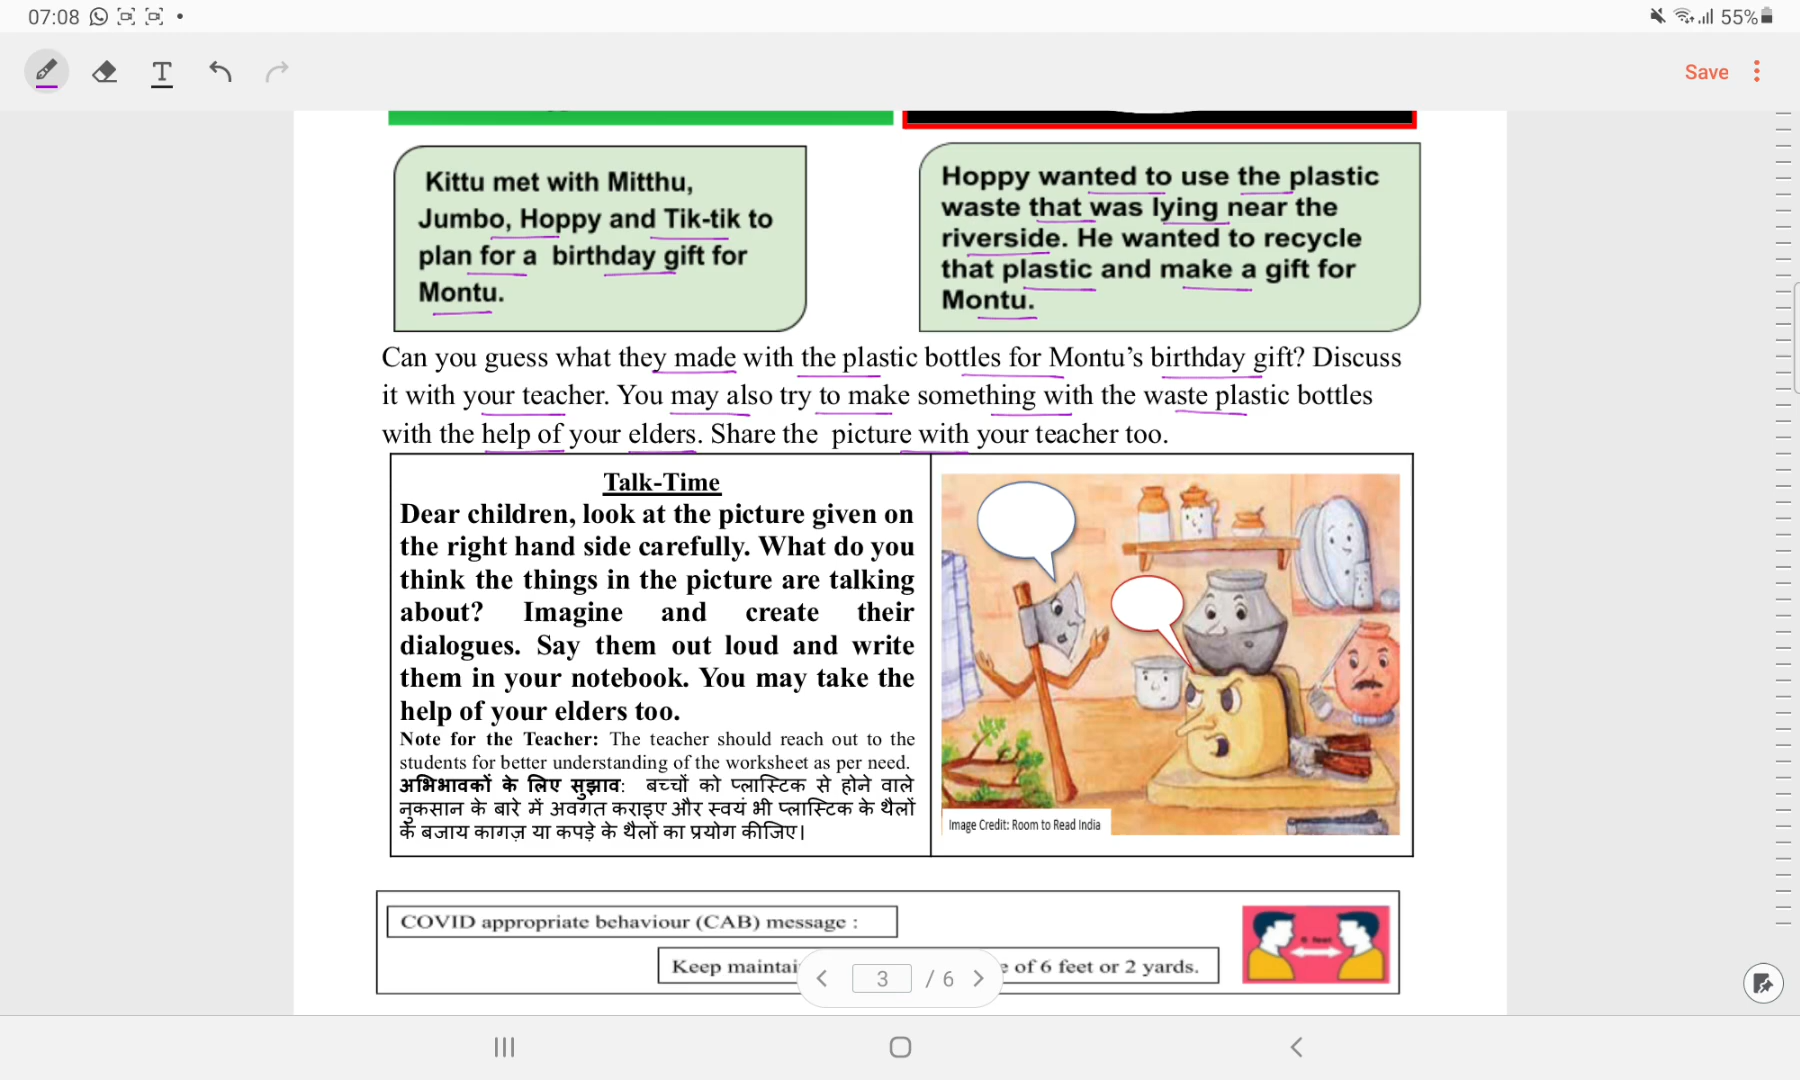 07:08
55%
T
Save
Kittu met with Mitthu,
Jumbo, Hoppy and Tik-tik to
plan for a birthday gift for
Montu.
Hoppy wanted to use the plastic
waste that was lying near the
riverside. He wanted to recycle
that plastic and make a gift for
Montu.
Can you guess what they made with the plastic bottles for Montu’s birthday gift? Discuss
it with your teacher. You may also try to make something with the waste plastic bottles
with the help of your elders. Share the picture with your teacher too.
Talk-Time
Dear children, look at the picture given on
the right hand side carefully. What do you
think the things in the picture are talking
about? Imagine and create their
dialogues. Say them out loud and write
them in your notebook. You may take the
help of your elders too.
Note for the Teacher: The teacher should reach out to the
students for better understanding of the worksheet as per need.
अभिभावकों के लिए सुझाव: बच्चों को प्लास्टिक से होने वाले
नुकसान के बारे में अवगत कराइए और स्वयं भी प्लास्टिक के थैलों
के बजाय कागज़ या कपड़े के थैलों का प्रयोग कीजिए।
Image Credit: Room to Read India
COVID appropriate behaviour (CAB) message :
6 feet
Keep maintai e of 6 feet or 2 yards.
3 / 6